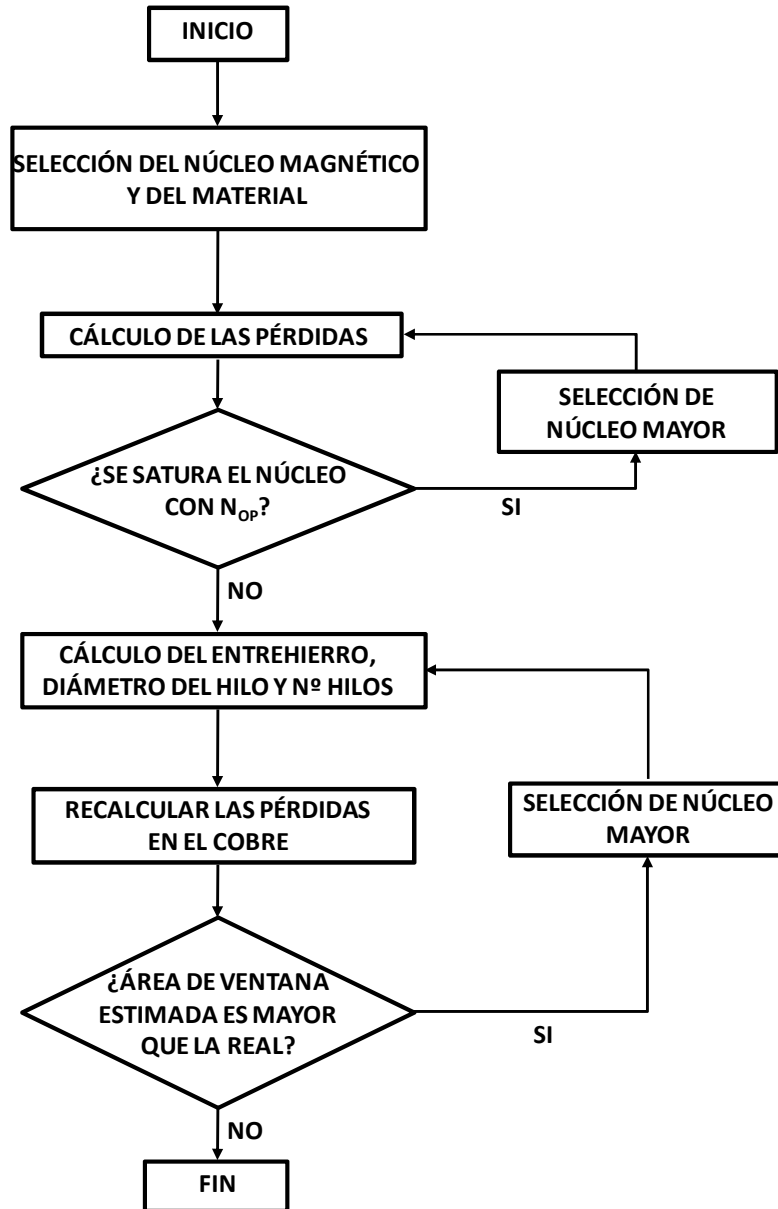 INICIO
SELECCIÓN DEL NÚCLEO MAGNÉTICO
Y DEL MATERIAL
CÁLCULO DE LAS PÉRDIDAS
SELECCIÓN DE
NÚCLEO MAYOR
¿SE SATURA EL NÚCLEO
CON N_OP?
SI
NO
CÁLCULO DEL ENTREHIERRO,
DIÁMETRO DEL HILO Y Nº HILOS
RECALCULAR LAS PÉRDIDAS
EN EL COBRE
SELECCIÓN DE NÚCLEO
MAYOR
¿ÁREA DE VENTANA
ESTIMADA ES MAYOR
QUE LA REAL?
SI
NO
FIN